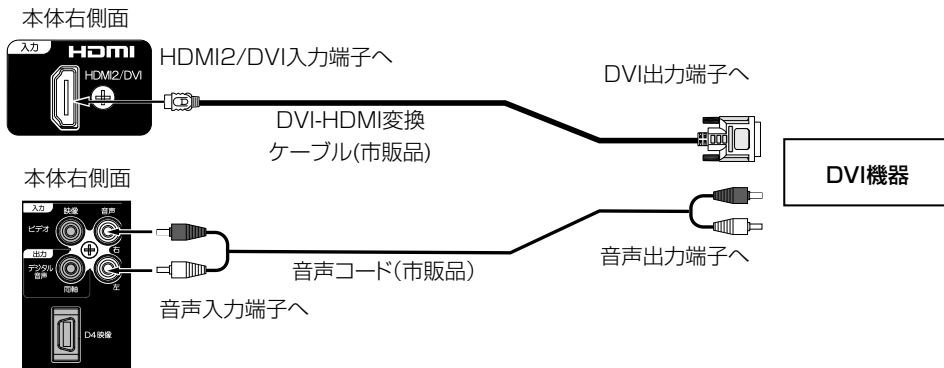 本体右側面
入力
HDMI
HDMI2/DVI
HDMI2/DVI入力端子へ
DVI-HDMI変換
ケーブル(市販品)
DVI出力端子へ
DVI機器
本体右側面
入力
映像
音声
ビデオ
右
出力
デジタル
音声
同軸
左
D4映像
音声コード(市販品)
音声入力端子へ
音声出力端子へ